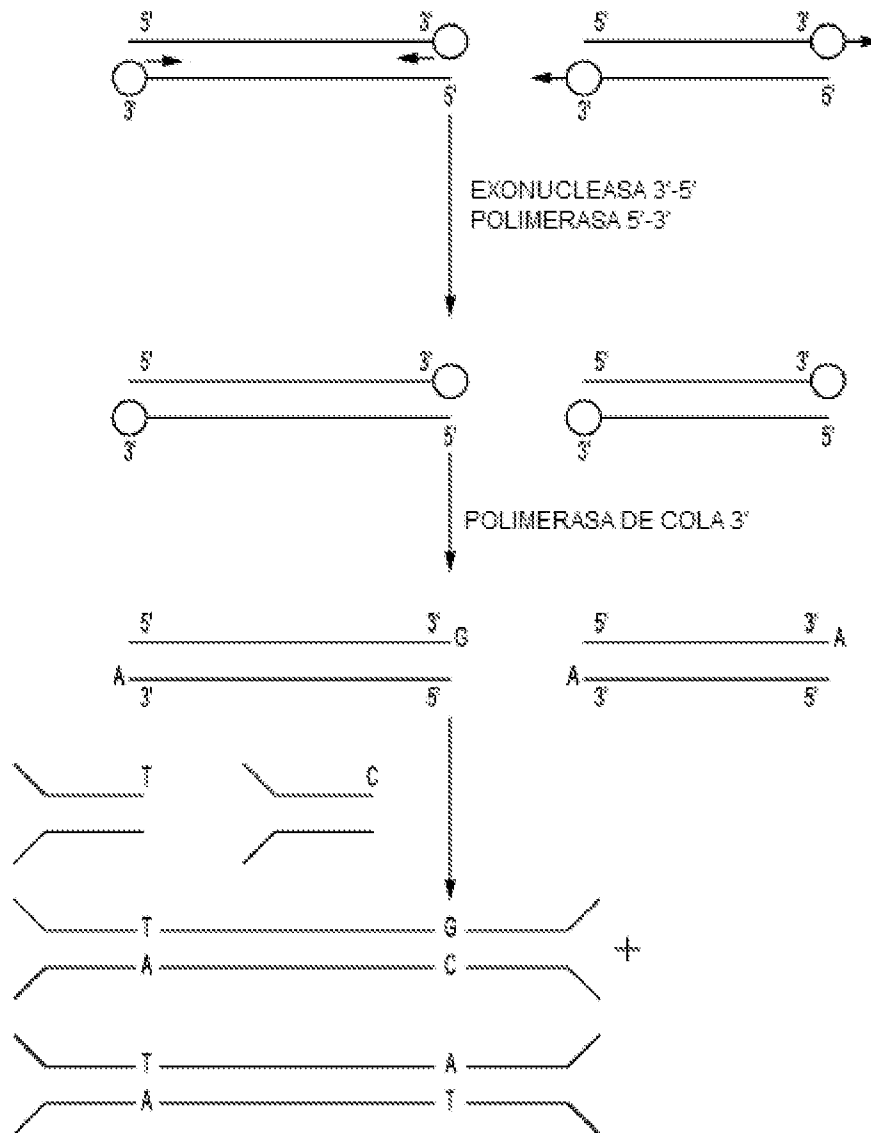 5' 3' 5' 3'
3' 5' 3' 5'
EXONUCLEASA 3'-5'
POLIMERASA 5'-3'
5' 3' 5' 3'
3' 5' 3' 5'
POLIMERASA DE COLA 3'
5' 3' G 5' 3' A
A 3' 5' A 3' 5'
T C
T G
+
A C
T A
A T